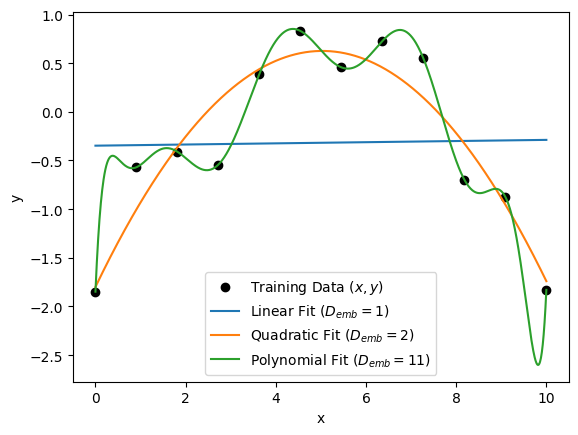 1.0
0.5
0.0
−0.5
−1.0
−1.5
−2.0
−2.5
y
Training Data (x, y)
Linear Fit (D_emb = 1)
Quadratic Fit (D_emb = 2)
Polynomial Fit (D_emb = 11)
0 2 4 6 8 10
x